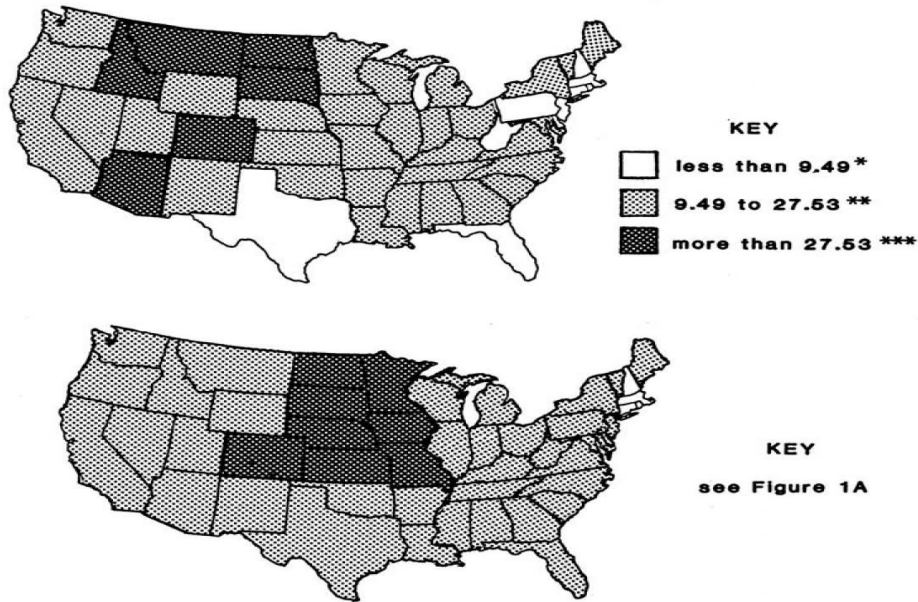 KEY
less than 9.49*
9.49 to 27.53**
more than 27.53***
KEY
see Figure 1A